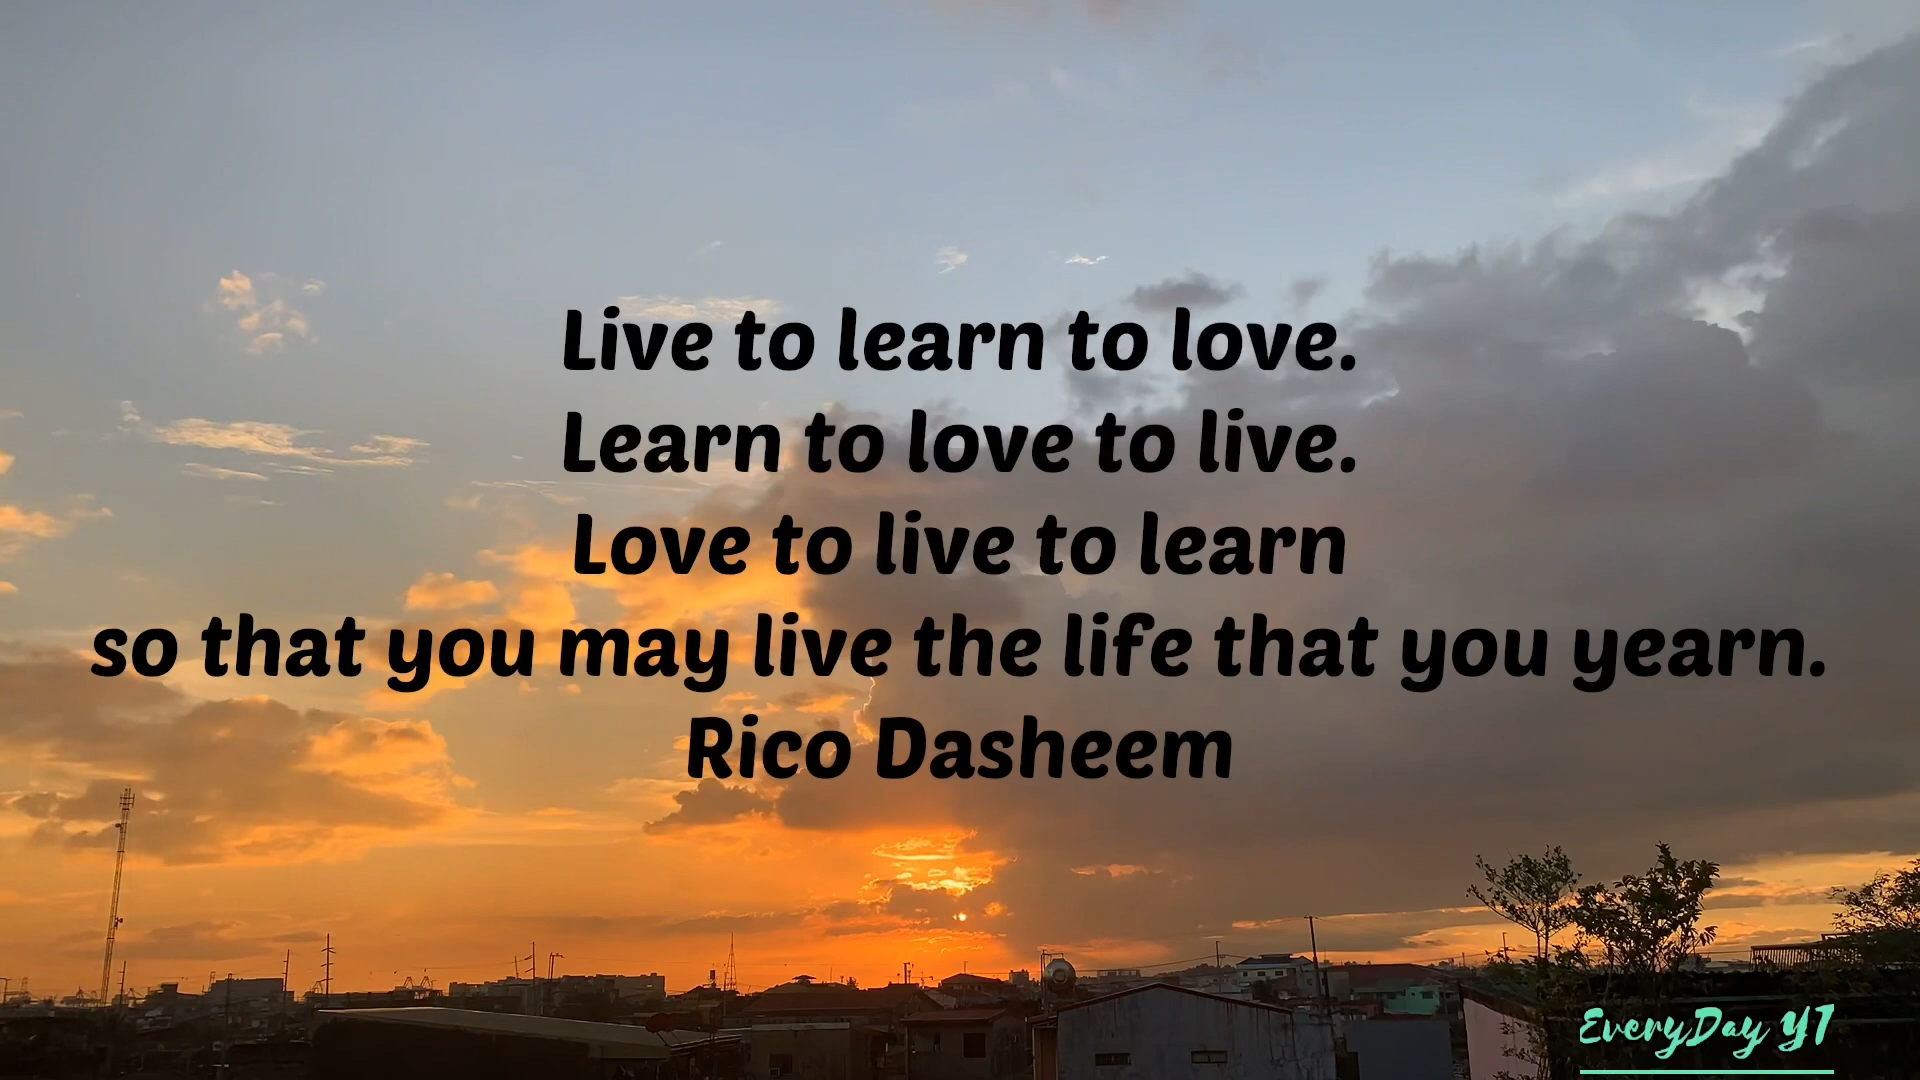 Live to learn to love.
Learn to love to live.
Love to live to learn
so that you may live the life that you yearn.
Rico Dasheem
EveryDay YT